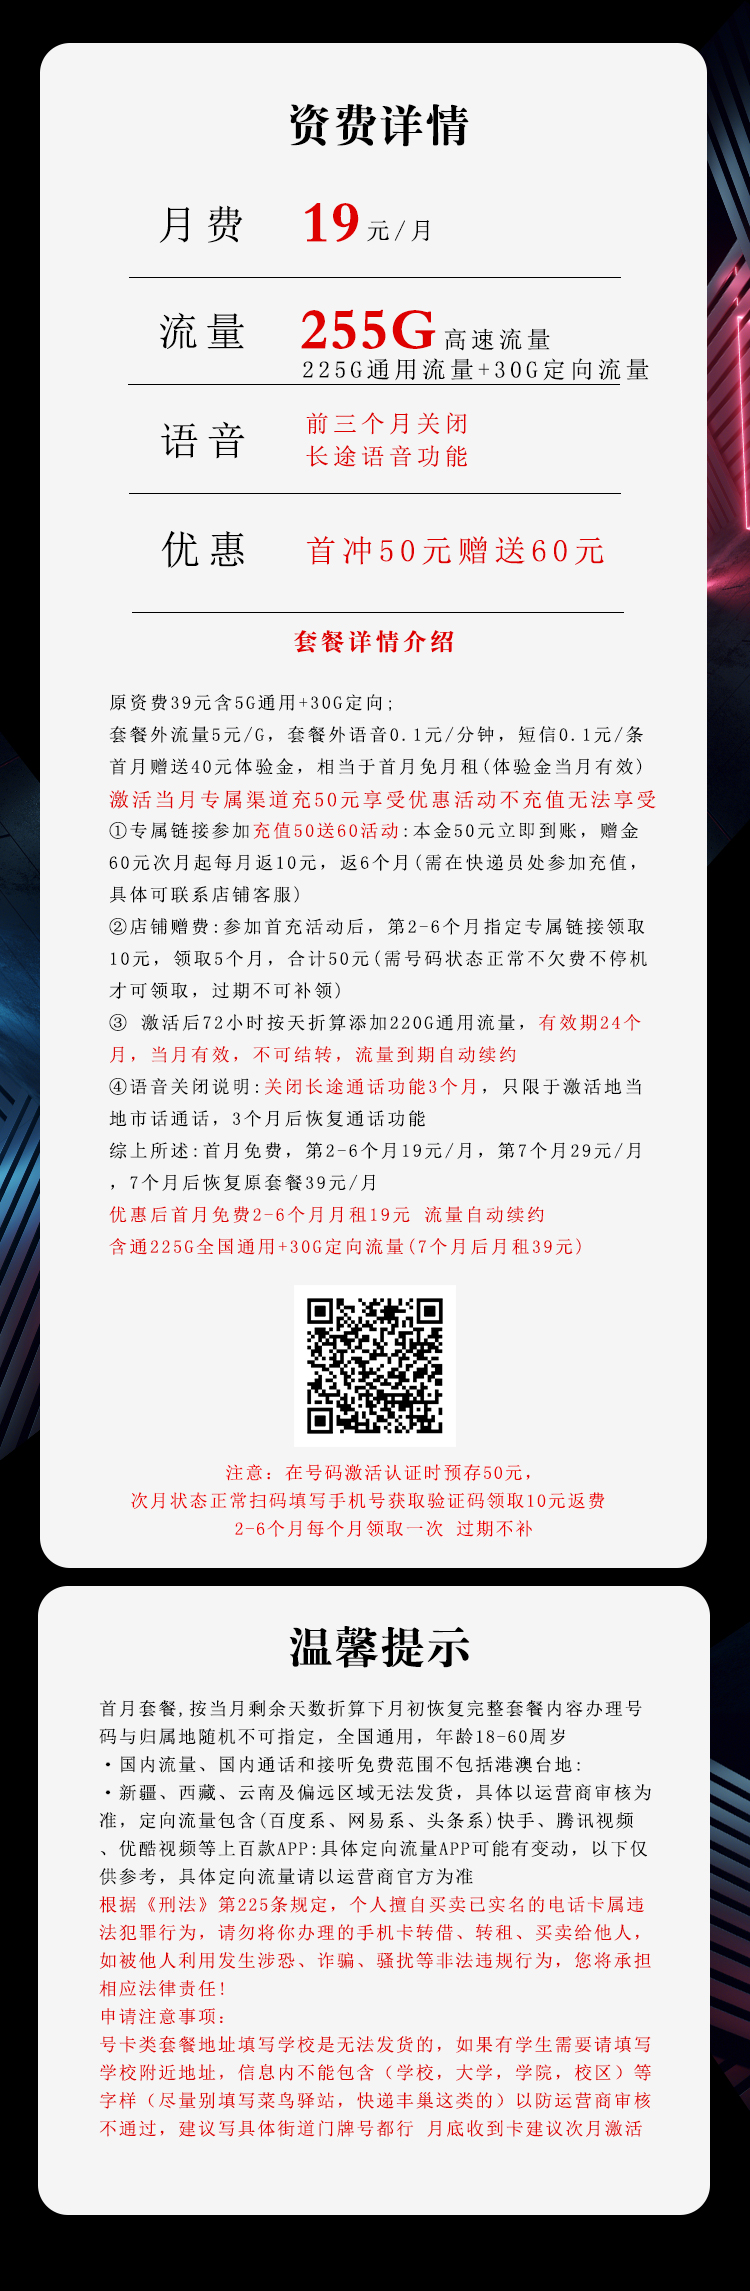 资费详情
月费 19元/月
流量 255G高速流量
225G通用流量+30G定向流量
语音 前三个月关闭
长途语音功能
优惠 首冲50元赠送60元
套餐详情介绍
原资费39元含5G通用+30G定向;
套餐外流量5元/G，套餐外语音0.1元/分钟，短信0.1元/条
首月赠送40元体验金，相当于首月免月租(体验金当月有效)
激活当月专属渠道充50元享受优惠活动不充值无法享受
①专属链接参加充值50送60活动:本金50元立即到账，赠金
60元次月起每月返10元，返6个月(需在快递员处参加充值，
具体可联系店铺客服)
②店铺赠费:参加首充活动后，第2-6个月指定专属链接领取
10元，领取5个月，合计50元(需号码状态正常不欠费不停机
才可领取，过期不可补领)
③ 激活后72小时按天折算添加220G通用流量，有效期24个
月，当月有效，不可结转，流量到期自动续约
④语音关闭说明:关闭长途通话功能3个月，只限于激活地当
地市话通话，3个月后恢复通话功能
综上所述:首月免费，第2-6个月19元/月，第7个月29元/月
，7个月后恢复原套餐39元/月
优惠后首月免费2-6个月月租19元 流量自动续约
含通225G全国通用+30G定向流量(7个月后月租39元)
注意：在号码激活认证时预存50元，
次月状态正常扫码填写手机号获取验证码领取10元返费
2-6个月每个月领取一次 过期不补
温馨提示
首月套餐,按当月剩余天数折算下月初恢复完整套餐内容办理号
码与归属地随机不可指定，全国通用，年龄18-60周岁
·国内流量、国内通话和接听免费范围不包括港澳台地:
·新疆、西藏、云南及偏远区域无法发货，具体以运营商审核为
准，定向流量包含(百度系、网易系、头条系)快手、腾讯视频
、优酷视频等上百款APP:具体定向流量APP可能有变动，以下仅
供参考，具体定向流量请以运营商官方为准
根据《刑法》第225条规定，个人擅自买卖已实名的电话卡属违
法犯罪行为，请勿将你办理的手机卡转借、转租、买卖给他人，
如被他人利用发生涉恐、诈骗、骚扰等非法违规行为，您将承担
相应法律责任!
申请注意事项：
号卡类套餐地址填写学校是无法发货的，如果有学生需要请填写
学校附近地址，信息内不能包含（学校，大学，学院，校区）等
字样（尽量别填写菜鸟驿站，快递丰巢这类的）以防运营商审核
不通过，建议写具体街道门牌号都行 月底收到卡建议次月激活